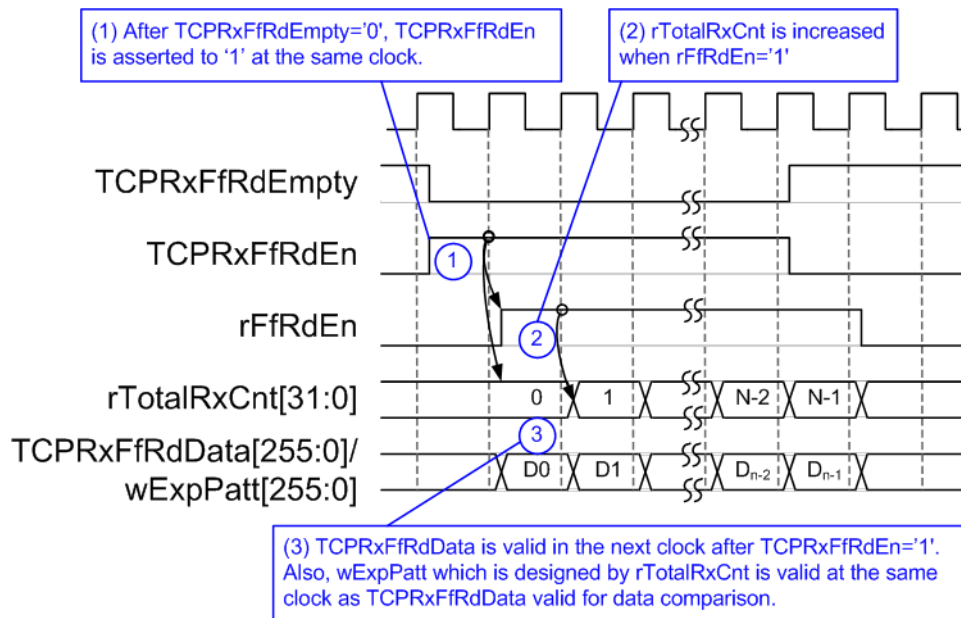 (1) After TCPRxFfRdEmpty='0', TCPRxFfRdEn
is asserted to ‘1’ at the same clock.
(2) rTotalRxCnt is increased
when rFfRdEn='1'
TCPRxFfRdEmpty
TCPRxFfRdEn
1
rFfRdEn
2
rTotalRxCnt[31:0]
0 1 N-2 N-1
3
TCPRxFfRdData[255:0]/
wExpPatt[255:0]
D0 D1 Dn-2 Dn-1
(3) TCPRxFfRdData is valid in the next clock after TCPRxFfRdEn='1'.
Also, wExpPatt which is designed by rTotalRxCnt is valid at the same
clock as TCPRxFfRdData valid for data comparison.